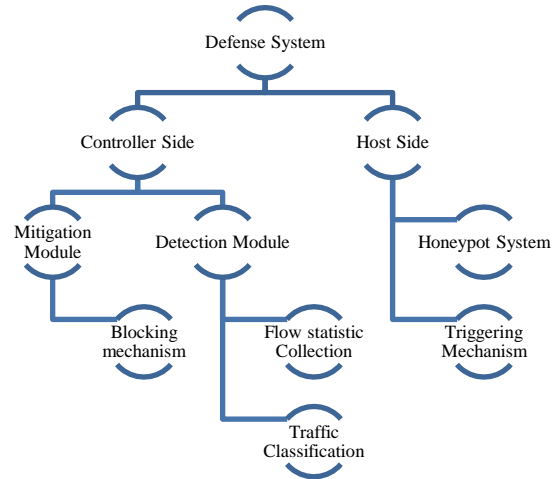 Defense System
Controller Side
Host Side
Mitigation
Module
Detection Module
Honeypot System
Blocking
mechanism
Flow statistic
Collection
Triggering
Mechanism
Traffic
Classification